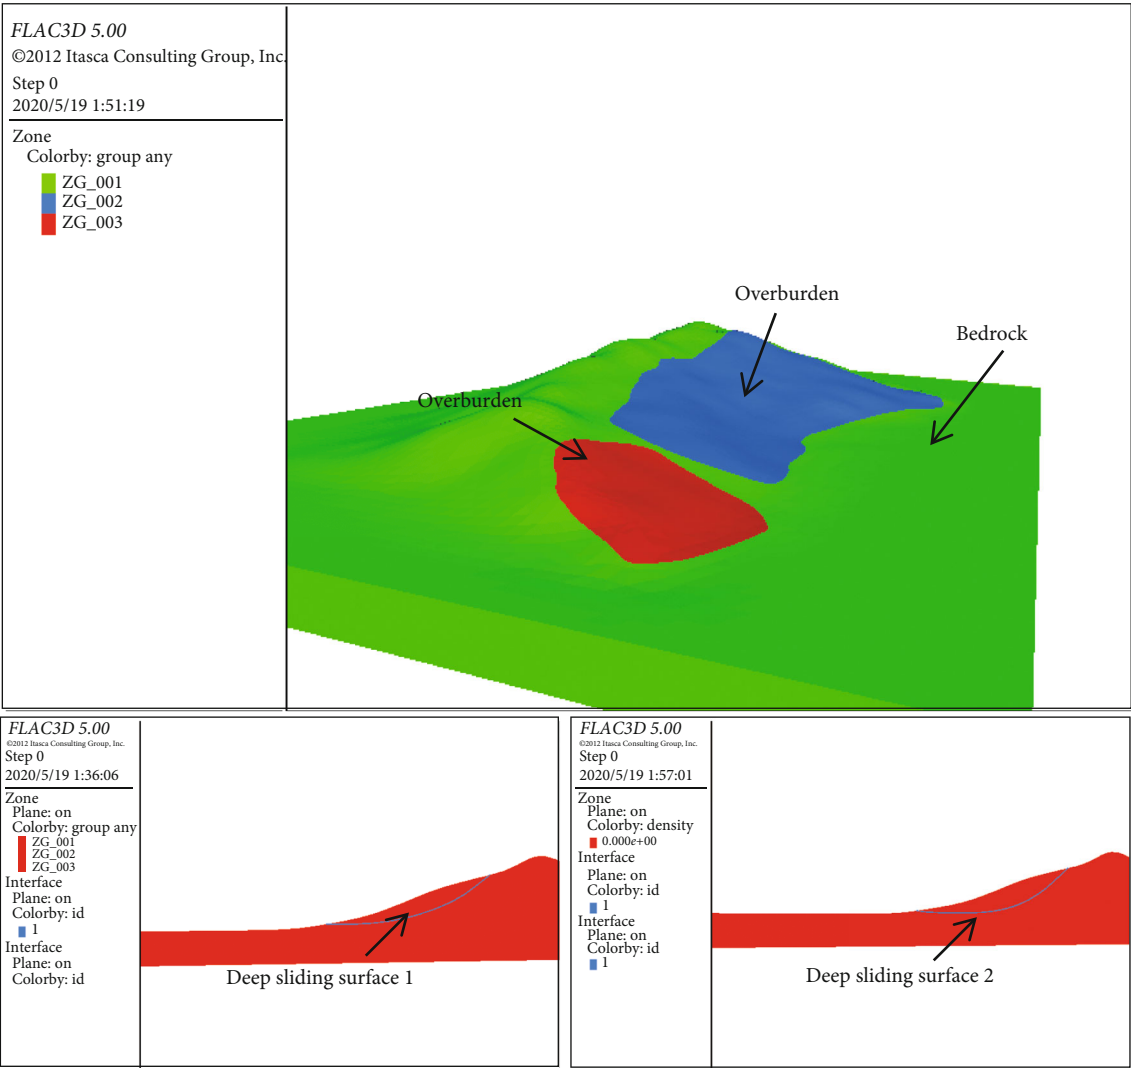 FLAC3D 5.00
©2012 Itasca Consulting Group, Inc.
Step 0
2020/5/19 1:51:19
Zone
Colorby: group any
ZG_001
ZG_002
ZG_003
Overburden
Bedrock
Overburden
FLAC3D 5.00
©2012 Itasca Consulting Group, Inc.
Step 0
2020/5/19 1:36:06
Zone
Plane: on
Colorby: group any
ZG_001
ZG_002
ZG_003
Interface
Plane: on
Colorby: id
1
Interface
Plane: on
Colorby: id
Deep sliding surface 1
FLAC3D 5.00
©2012 Itasca Consulting Group, Inc.
Step 0
2020/5/19 1:57:01
Zone
Plane: on
Colorby: density
0.000e+00
Interface
Plane: on
Colorby: id
1
Interface
Plane: on
Colorby: id
1
Deep sliding surface 2